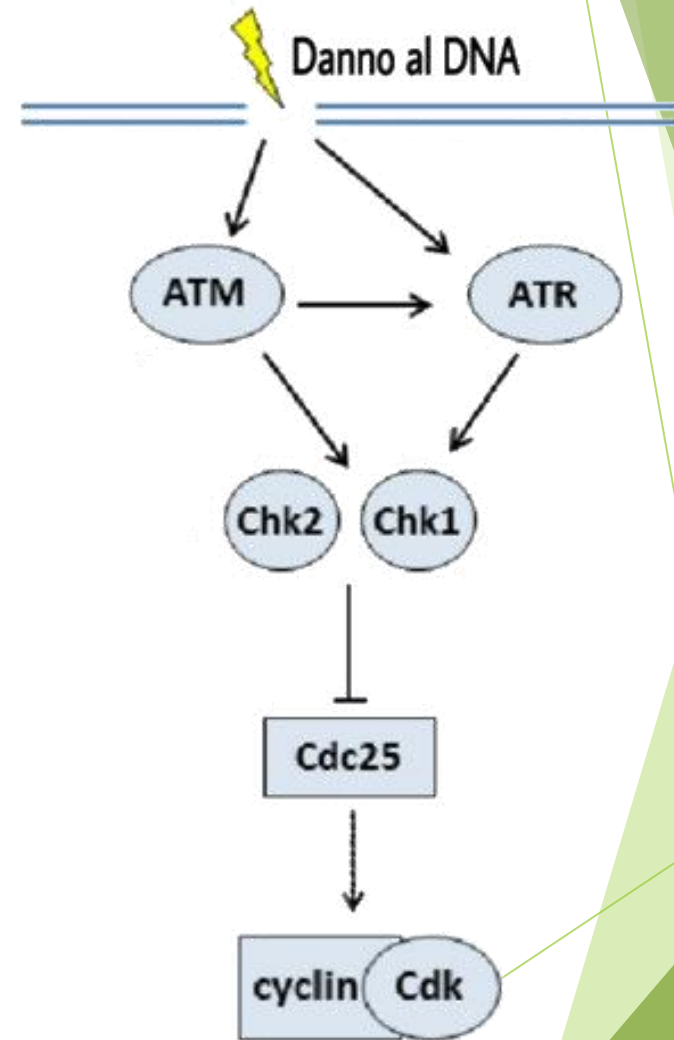 Danno al DNA
ATM
ATR
Chk2
Chk1
Cdc25
cyclin
Cdk